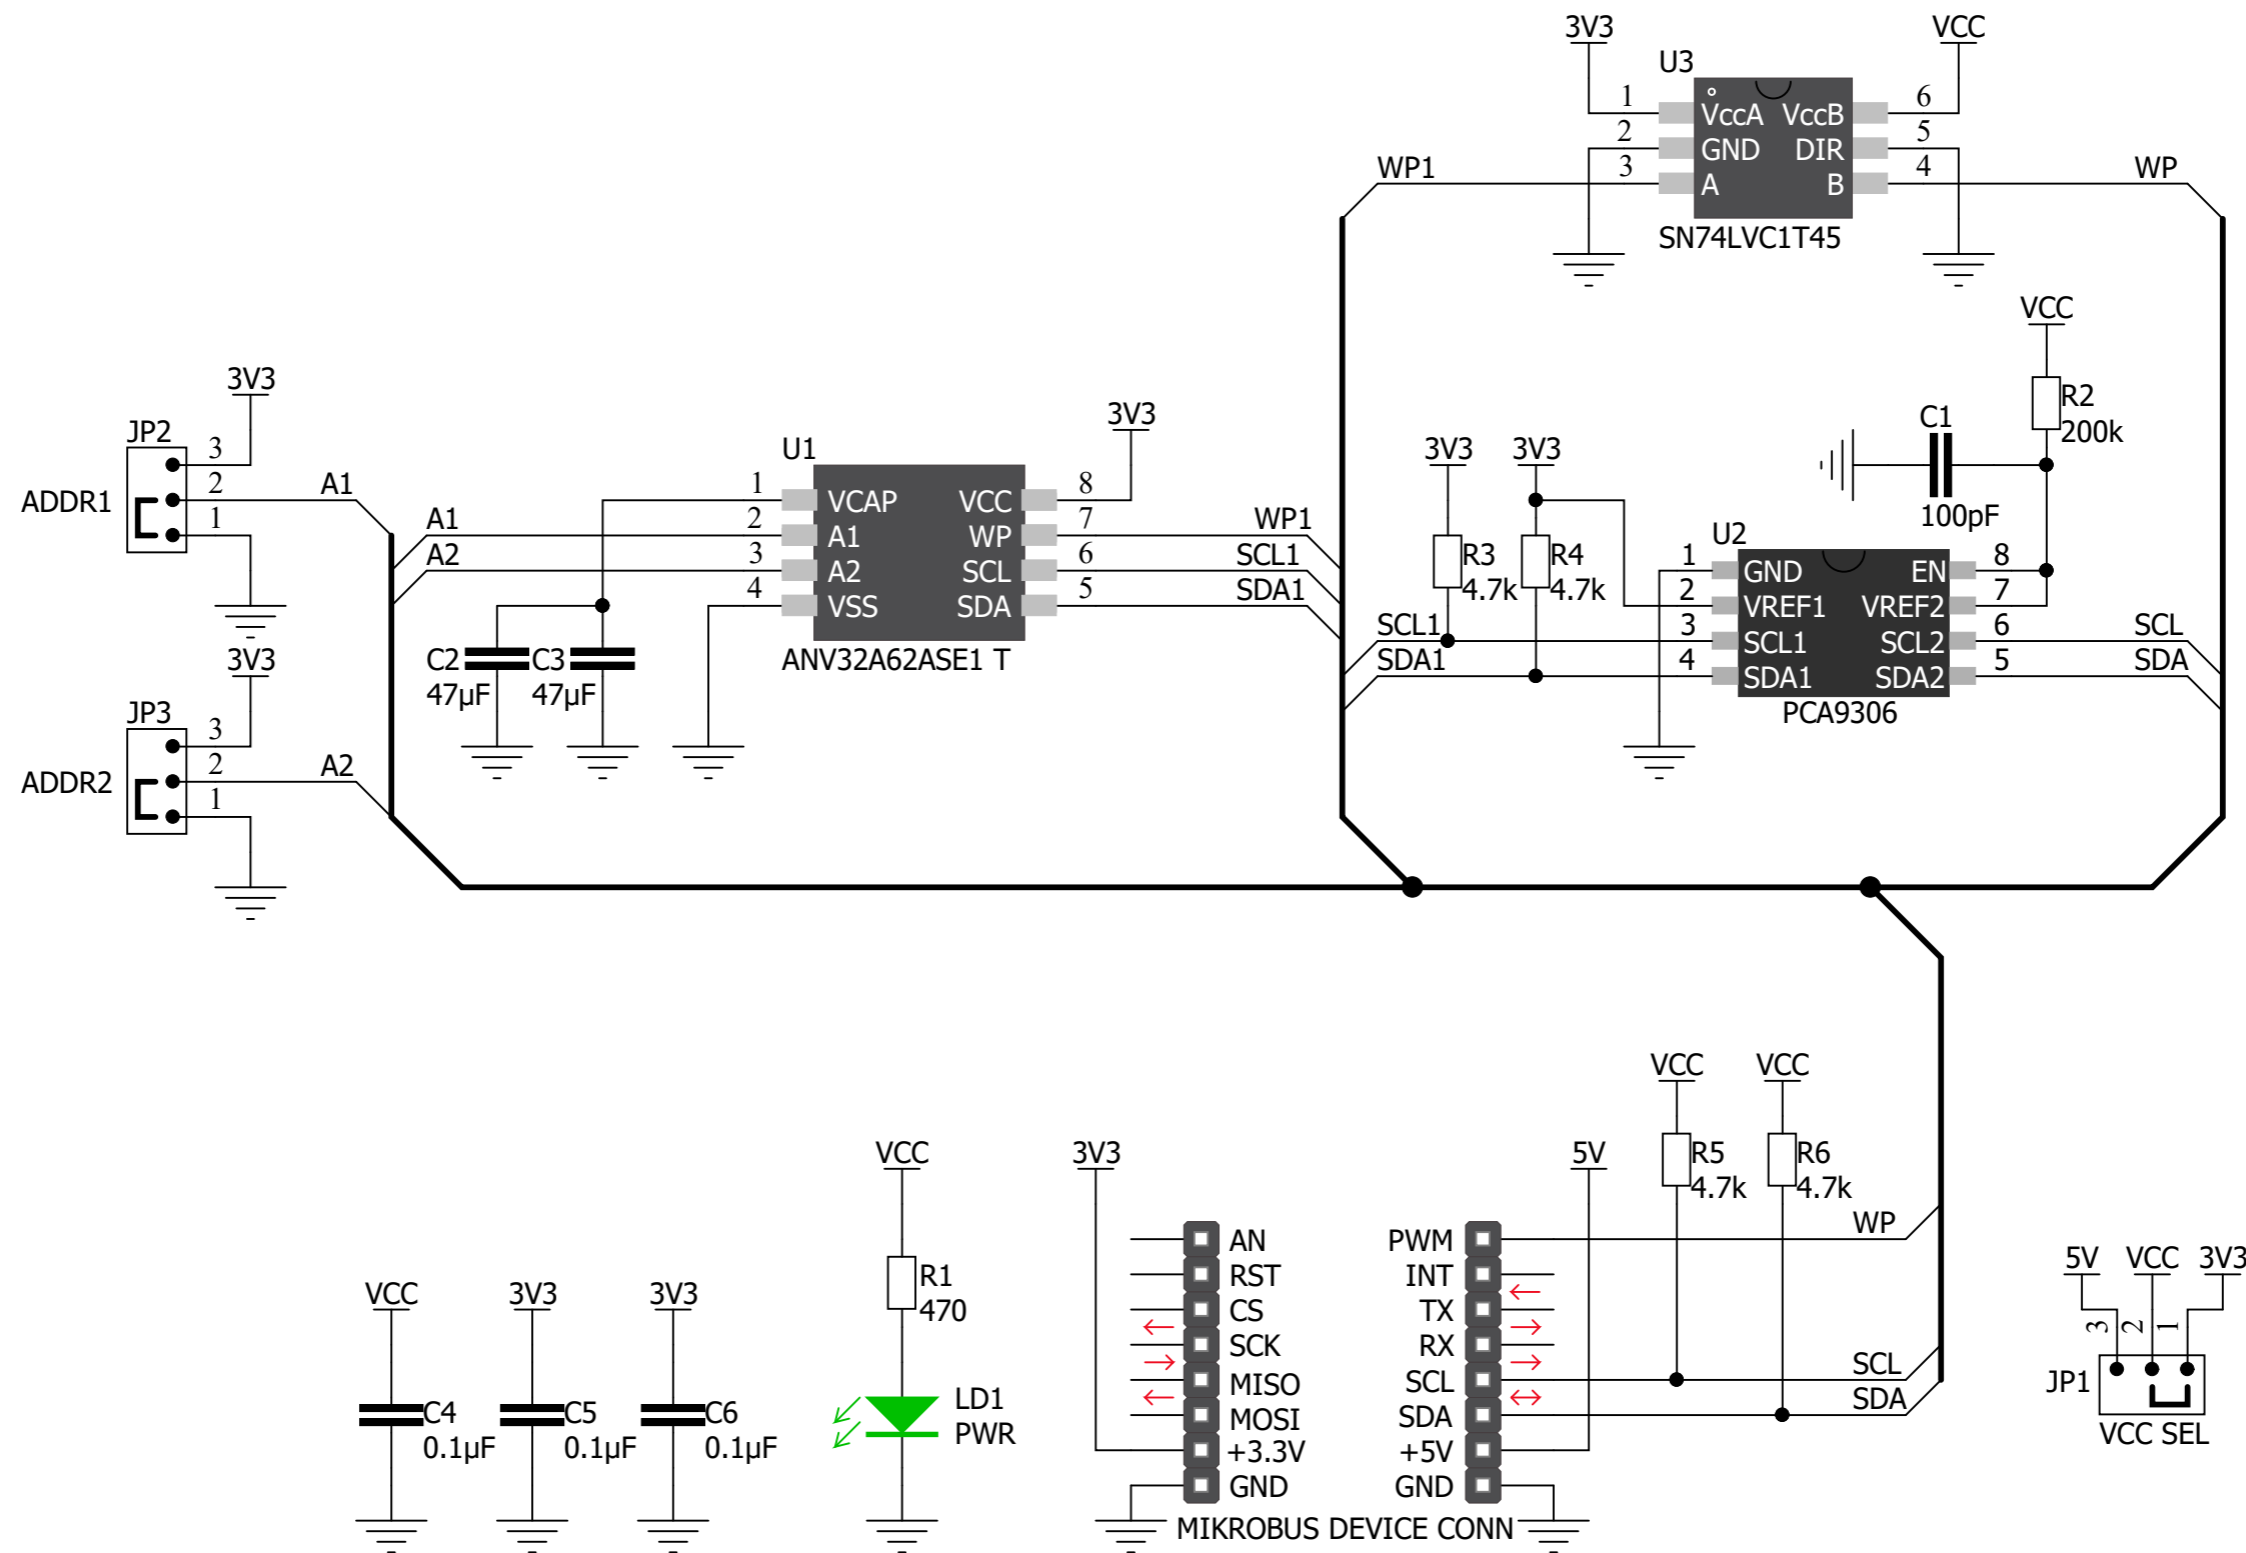 3V3
VCC
U3
1
VccA
VccB
6
2
GND
DIR
5
WP1
3
A
B
4
WP
SN74LVC1T45
VCC
R2
200k
C1
100pF
3V3
JP2
3
2
1
ADDR1
A1
A1
A2
U1
3V3
1
VCAP
VCC
8
2
A1
WP
7
WP1
3
A2
SCL
6
SCL1
4
VSS
SDA
5
SDA1
ANV32A62ASE1 T
C2
47µF
C3
47µF
3V3
3V3
R3
4.7k
R4
4.7k
U2
1
GND
EN
8
2
VREF1
VREF2
7
SCL1
3
SCL1
SCL2
6
SCL
SDA1
4
SDA1
SDA2
5
SDA
PCA9306
3V3
JP3
3
2
1
ADDR2
A2
VCC
VCC
R5
4.7k
R6
4.7k
VCC
C4
0.1µF
3V3
C5
0.1µF
3V3
C6
0.1µF
VCC
R1
470
LD1
PWR
3V3
5V
AN
PWM
WP
RST
INT
CS
TX
SCK
RX
MISO
SCL
SCL
MOSI
SDA
SDA
+3.3V
+5V
GND
GND
MIKROBUS DEVICE CONN
5V
VCC
3V3
3
2
1
JP1
VCC SEL